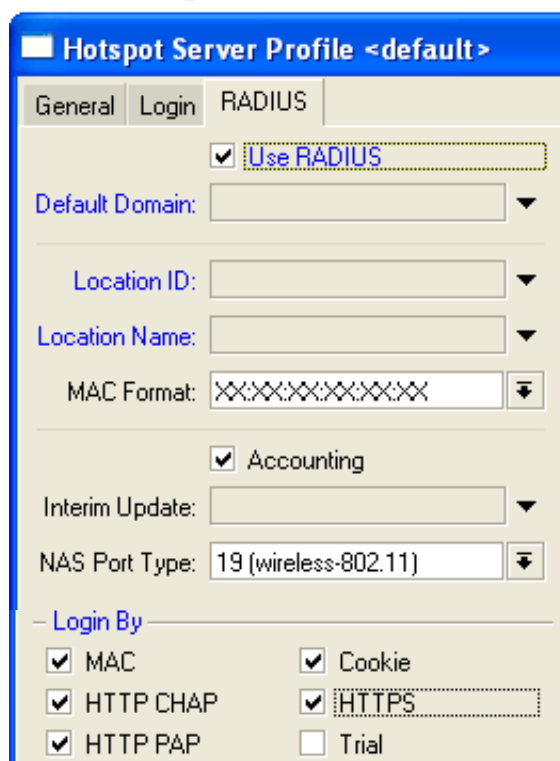 Hotspot Server Profile <default>
General Login RADIUS
Use RADIUS
Default Domain:
Location ID:
Location Name:
MAC Format: XX:XX:XX:XX:XX:XX
Accounting
Interim Update:
NAS Port Type: 19 (wireless-802.11)
Login By
MAC Cookie
HTTP CHAP HTTPS
HTTP PAP Trial